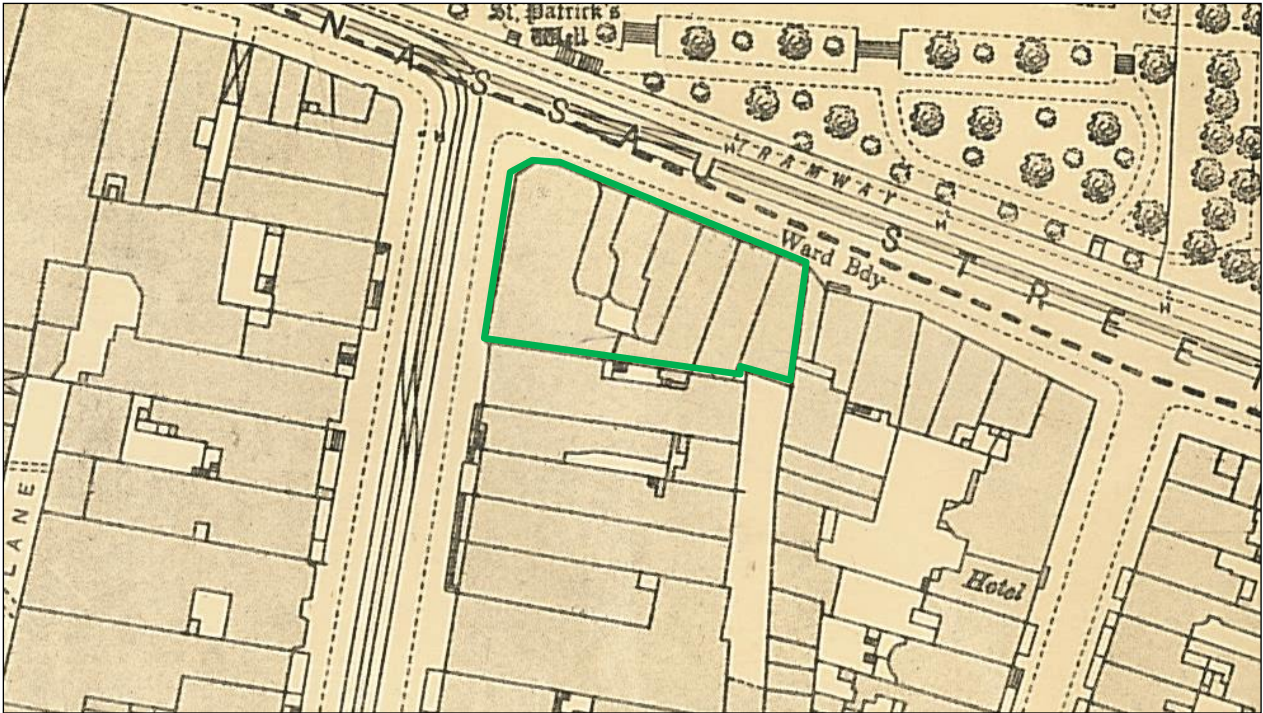 St. Patrick's
Well
NASSAU STREET
TRAMWAY
H
H
H
H
Ward Bdy
LANE
Hotel